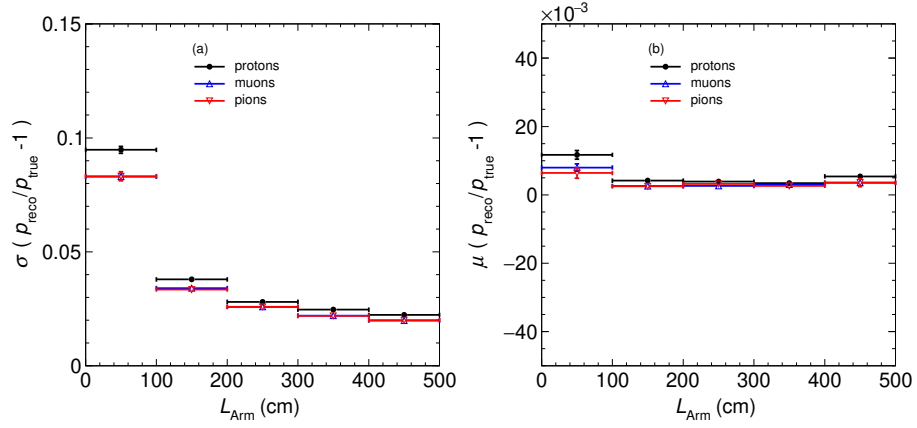 (a)
protons
muons
pions
0.15
0.1
0.05
0
σ ( p_reco/p_true -1)
0 100 200 300 400 500
L_Arm (cm)
×10⁻³
(b)
protons
muons
pions
40
20
0
−20
−40
μ ( p_reco/p_true -1)
0 100 200 300 400 500
L_Arm (cm)